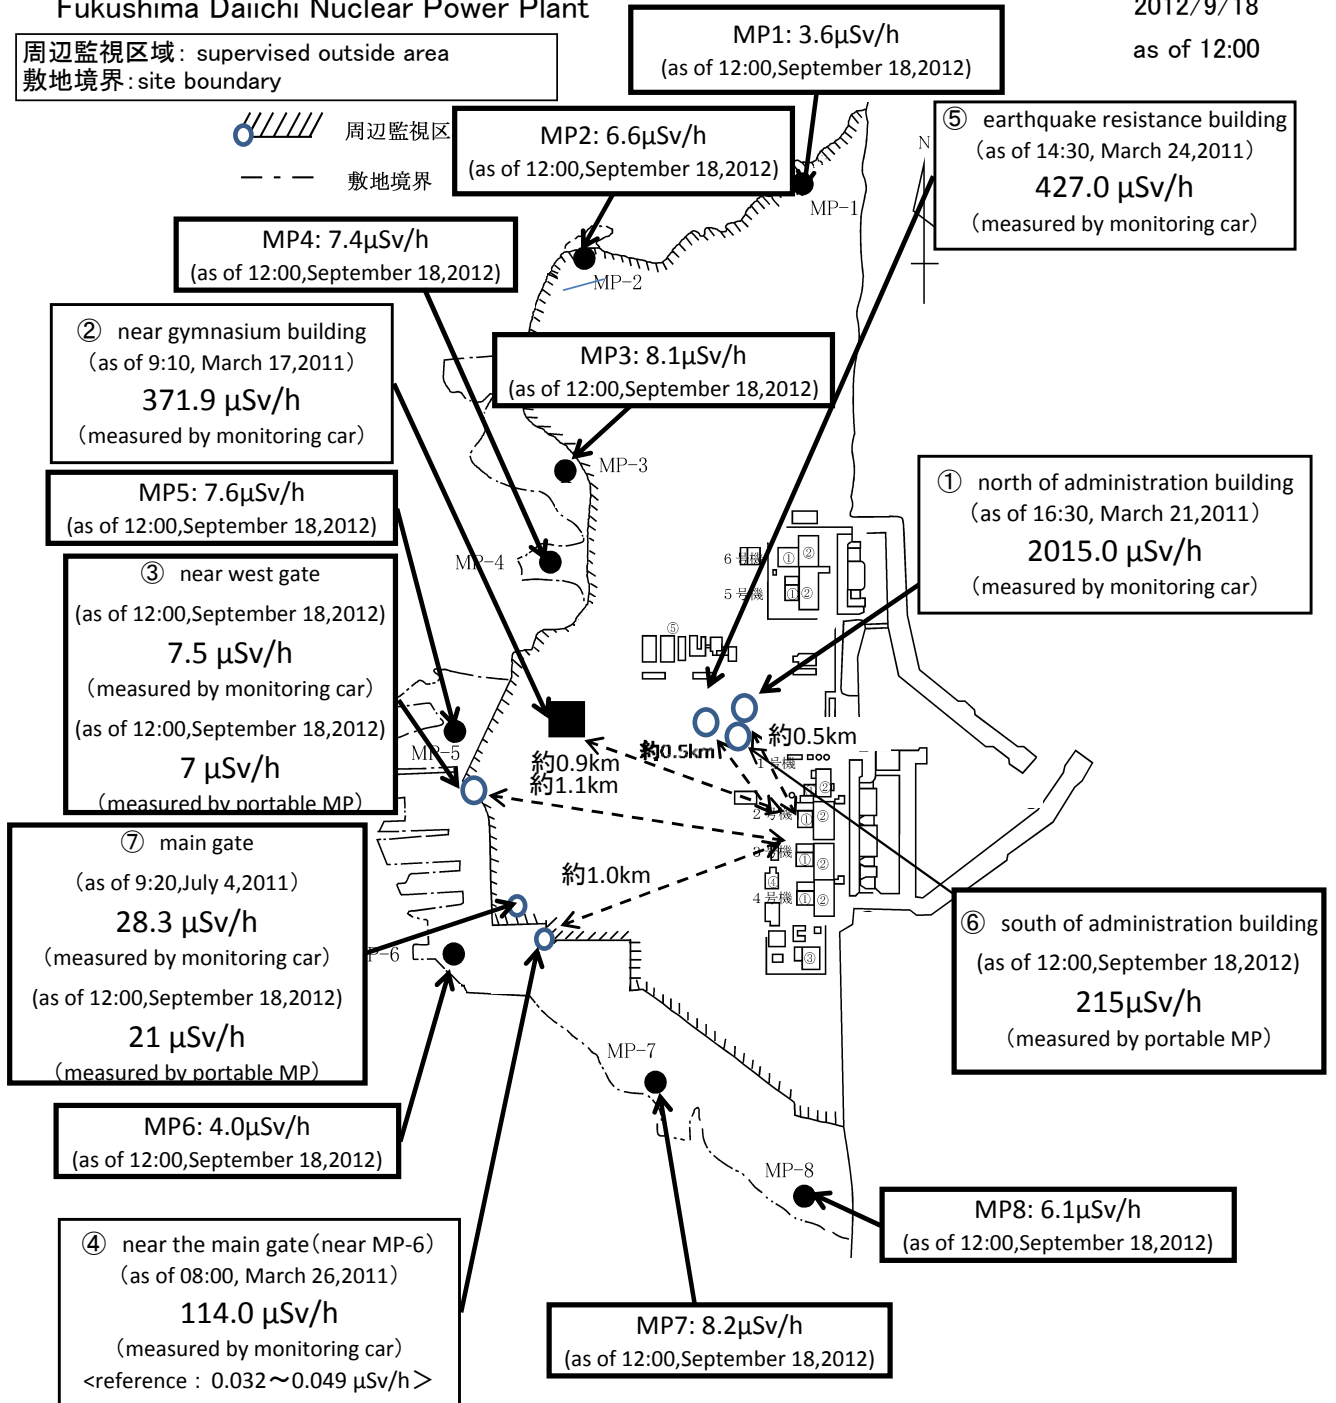 Fukushima Daiichi Nuclear Power Plant
2012/9/18
as of 12:00
周辺監視区域: supervised outside area
敷地境界:site boundary
周辺監視区
敷地境界
MP1: 3.6μSv/h
(as of 12:00,September 18,2012)
MP2: 6.6μSv/h
(as of 12:00,September 18,2012)
⑤ earthquake resistance building
(as of 14:30, March 24,2011)
427.0 μSv/h
(measured by monitoring car)
N
MP-1
MP4: 7.4μSv/h
(as of 12:00,September 18,2012)
MP-2
② near gymnasium building
(as of 9:10, March 17,2011)
371.9 μSv/h
(measured by monitoring car)
MP3: 8.1μSv/h
(as of 12:00,September 18,2012)
MP-3
MP5: 7.6μSv/h
(as of 12:00,September 18,2012)
① north of administration building
(as of 16:30, March 21,2011)
2015.0 μSv/h
(measured by monitoring car)
MP-4
6号機
① ②
5号機
① ②
③ near west gate
(as of 12:00,September 18,2012)
7.5 μSv/h
(measured by monitoring car)
(as of 12:00,September 18,2012)
7 μSv/h
(measured by portable MP)
⑤
MP-5
約0.9km
約1.1km
約0.5km
約0.5km
1号機
②
2号機
① ②
3号機
① ②
④
4号機
① ②
③
約1.0km
⑦ main gate
(as of 9:20,July 4,2011)
28.3 μSv/h
(measured by monitoring car)
(as of 12:00,September 18,2012)
21 μSv/h
(measured by portable MP)
P-6
⑥ south of administration building
(as of 12:00,September 18,2012)
215μSv/h
(measured by portable MP)
MP-7
MP6: 4.0μSv/h
(as of 12:00,September 18,2012)
MP-8
MP8: 6.1μSv/h
(as of 12:00,September 18,2012)
④ near the main gate(near MP-6)
(as of 08:00, March 26,2011)
114.0 μSv/h
(measured by monitoring car)
<reference : 0.032～0.049 μSv/h＞
MP7: 8.2μSv/h
(as of 12:00,September 18,2012)